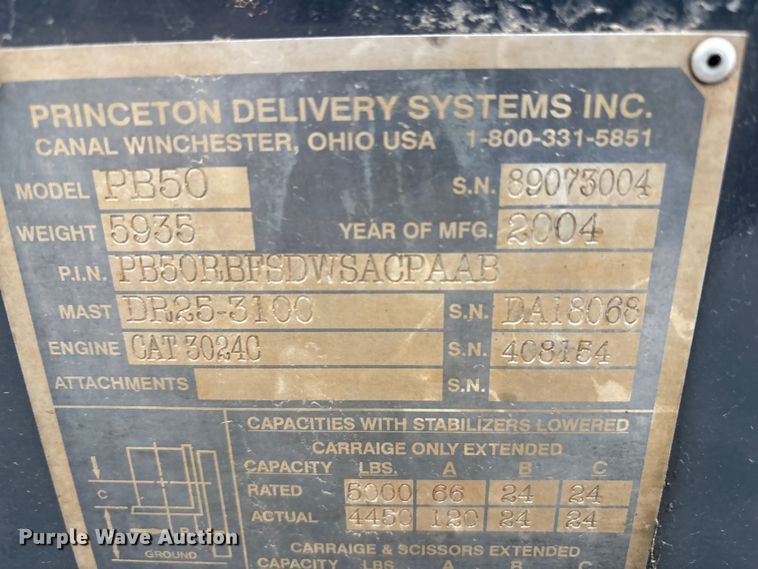 PRINCETON DELIVERY SYSTEMS INC.
CANAL WINCHESTER, OHIO USA 1-800-331-5851
MODEL PB50 S.N. 89073004
WEIGHT 5935 YEAR OF MFG. 2004
P.I.N. PB50RBFSDWSACPAAB
MAST DR25-3100 S.N. DA18068
ENGINE CAT 3024C S.N. 408154
ATTACHMENTS S.N.
CAPACITIES WITH STABILIZERS LOWERED
CARRAIGE ONLY EXTENDED
CAPACITY LBS. A B C
RATED 5000 66 24 24
ACTUAL 4450 120 24 24
CARRAIGE & SCISSORS EXTENDED
CAPACITY LBS. A B C
C
B
GROUND
Purple Wave Auction